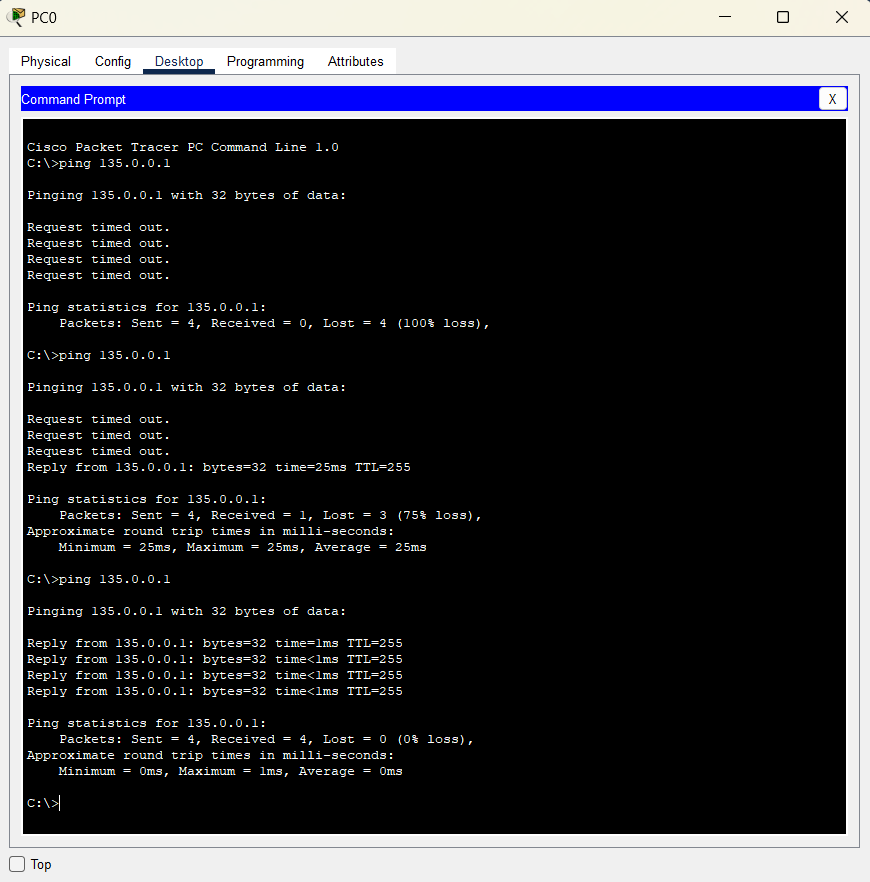 PC0
Physical Config Desktop Programming Attributes
Command Prompt X
Cisco Packet Tracer PC Command Line 1.0
C:\>ping 135.0.0.1
Pinging 135.0.0.1 with 32 bytes of data:
Request timed out.
Request timed out.
Request timed out.
Request timed out.
Ping statistics for 135.0.0.1:
Packets: Sent = 4, Received = 0, Lost = 4 (100% loss),
C:\>ping 135.0.0.1
Pinging 135.0.0.1 with 32 bytes of data:
Request timed out.
Request timed out.
Request timed out.
Reply from 135.0.0.1: bytes=32 time=25ms TTL=255
Ping statistics for 135.0.0.1:
Packets: Sent = 4, Received = 1, Lost = 3 (75% loss),
Approximate round trip times in milli-seconds:
Minimum = 25ms, Maximum = 25ms, Average = 25ms
C:\>ping 135.0.0.1
Pinging 135.0.0.1 with 32 bytes of data:
Reply from 135.0.0.1: bytes=32 time=1ms TTL=255
Reply from 135.0.0.1: bytes=32 time<1ms TTL=255
Reply from 135.0.0.1: bytes=32 time<1ms TTL=255
Reply from 135.0.0.1: bytes=32 time<1ms TTL=255
Ping statistics for 135.0.0.1:
Packets: Sent = 4, Received = 4, Lost = 0 (0% loss),
Approximate round trip times in milli-seconds:
Minimum = 0ms, Maximum = 1ms, Average = 0ms
C:\>
Top